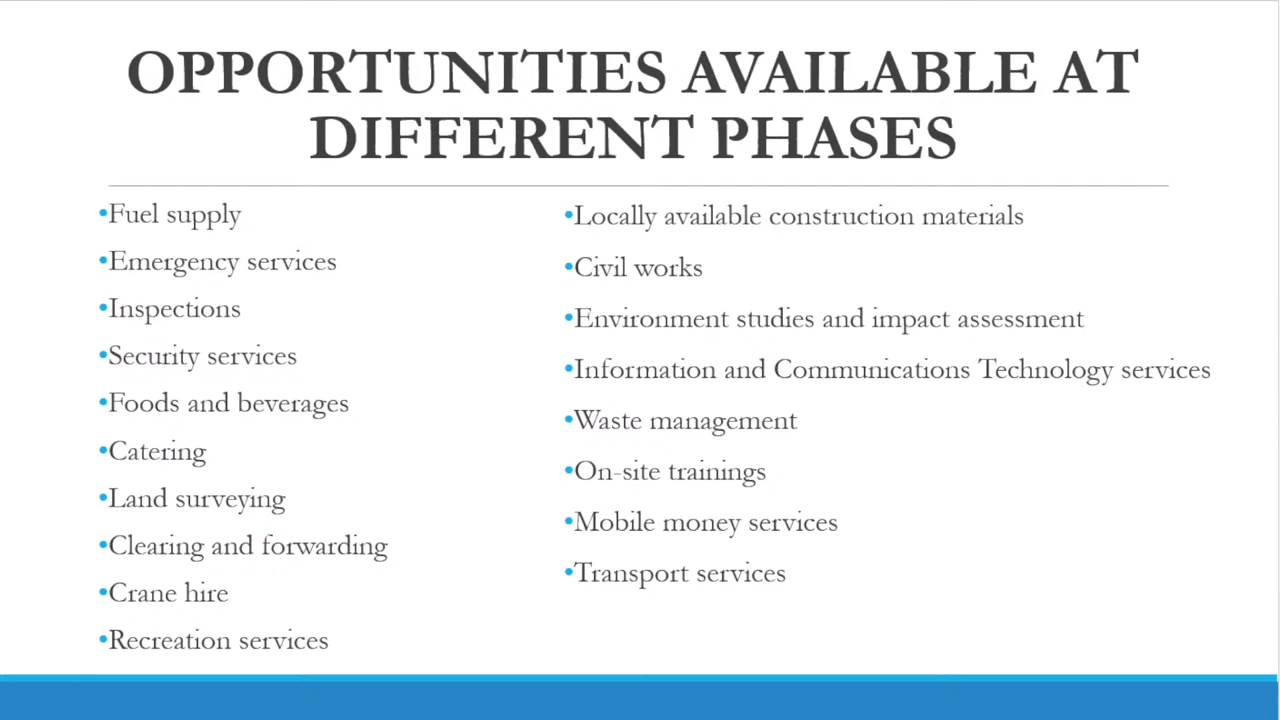 OPPORTUNITIES AVAILABLE AT
DIFFERENT PHASES
•Fuel supply
•Emergency services
•Inspections
•Security services
•Foods and beverages
•Catering
•Land surveying
•Clearing and forwarding
•Crane hire
•Recreation services
•Locally available construction materials
•Civil works
•Environment studies and impact assessment
•Information and Communications Technology services
•Waste management
•On-site trainings
•Mobile money services
•Transport services